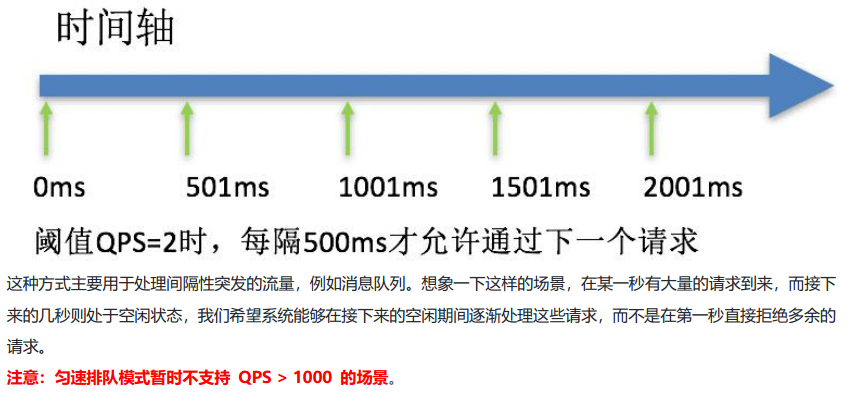 时间轴
0ms 501ms 1001ms 1501ms 2001ms
阈值QPS=2时，每隔500ms才允许通过下一个请求
这种方式主要用于处理间隔性突发的流量，例如消息队列。想象一下这样的场景，在某一秒有大量的请求到来，而接下
来的几秒则处于空闲状态，我们希望系统能够在接下来的空闲期间逐渐处理这些请求，而不是在第一秒直接拒绝多余的
请求。
注意：匀速排队模式暂时不支持 QPS > 1000 的场景。